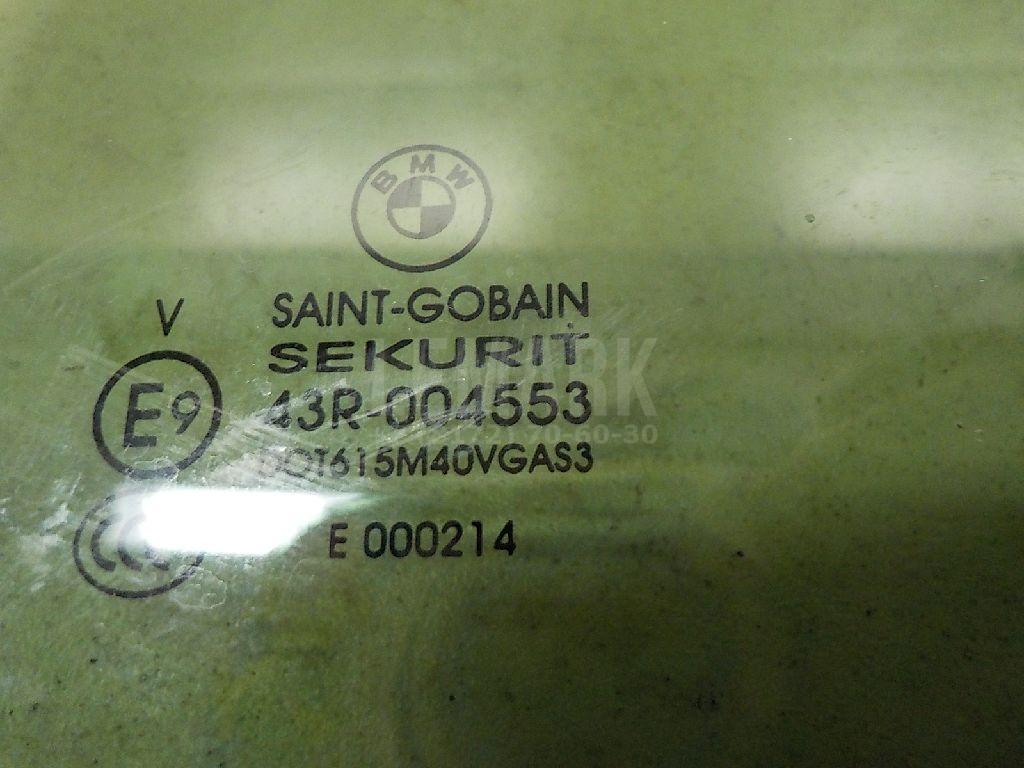 BMW
V
SAINT-GOBAIN
SEKURIT
E9
43R-004553
DOT615M40VGAS3
E 000214